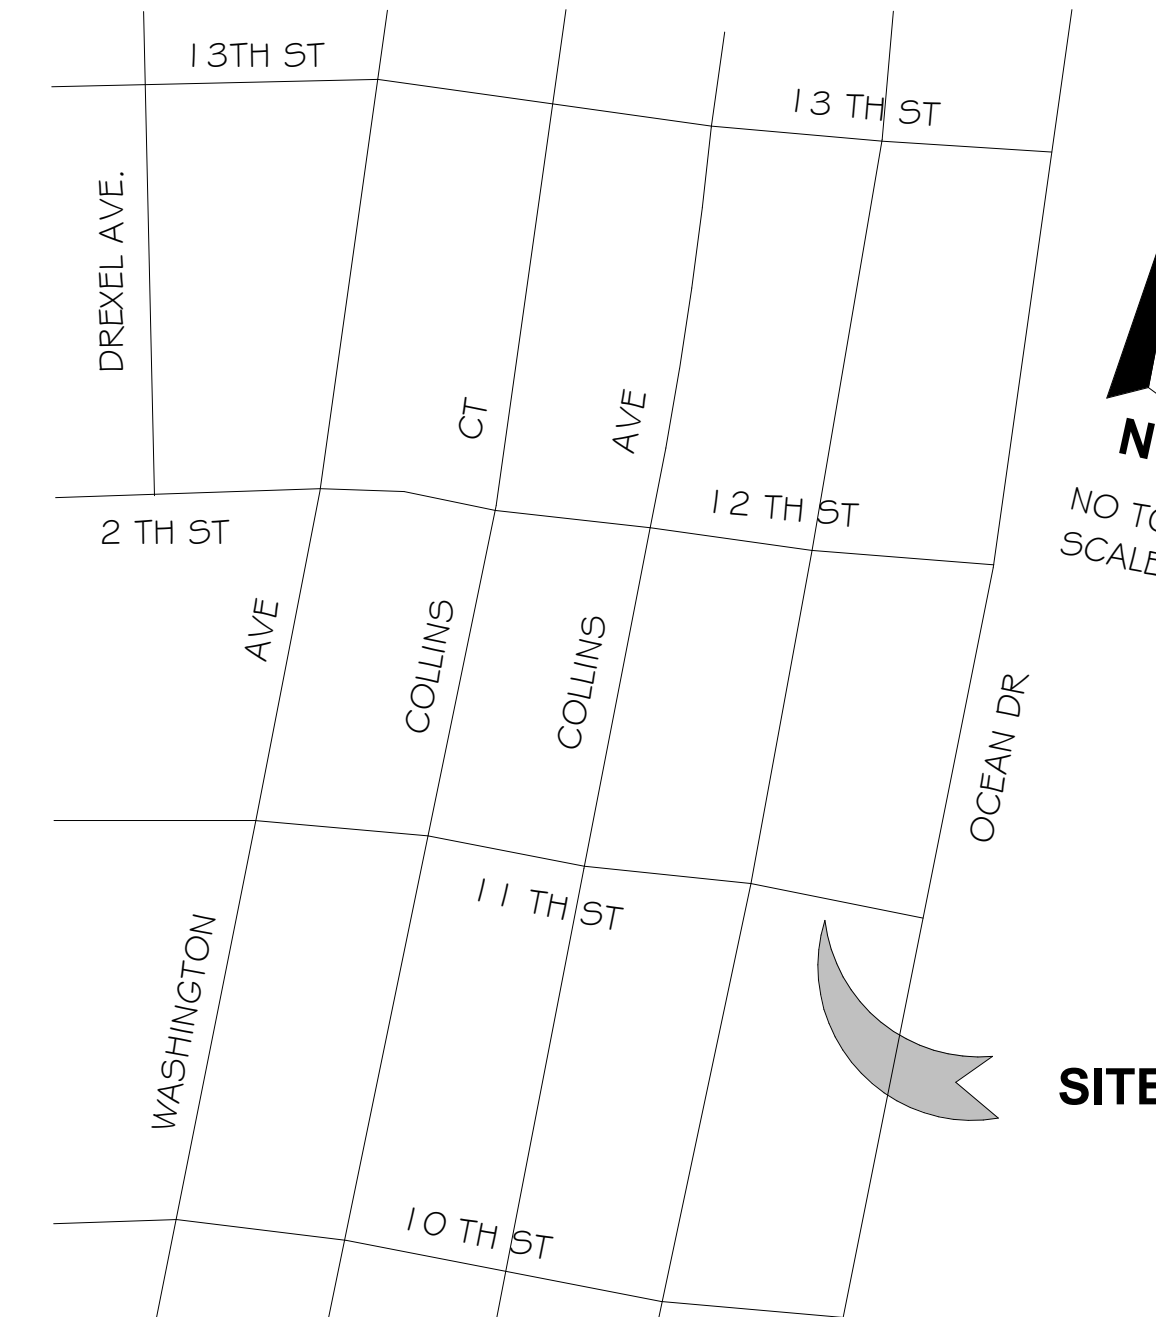 13TH ST
13 TH ST
DREXEL AVE.
CT
AVE
N
NO TO
SCALE
2 TH ST
12 TH ST
AVE
COLLINS
COLLINS
OCEAN DR
11 TH ST
WASHINGTON
SITE
10 TH ST